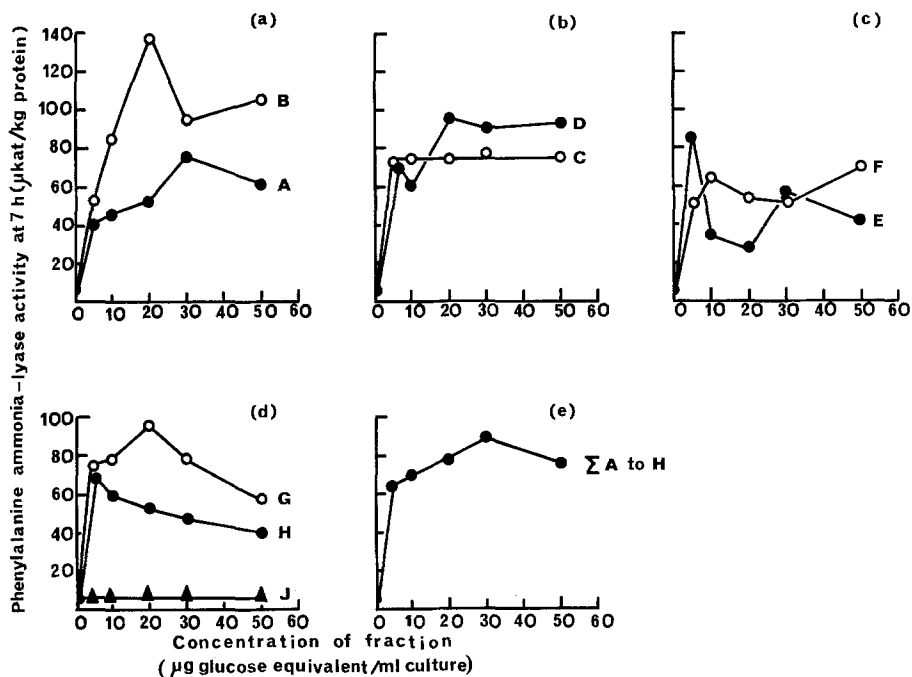 Phenylalanine ammonia-lyase activity at 7 h (µkat/kg protein)
(a)
140
120
100
80
60
40
20
B
A
0 10 20 30 40 50 60
(b)
D
C
0 10 20 30 40 50 60
(c)
F
E
0 10 20 30 40 50 60
(d)
100
80
60
40
20
G
H
J
0 10 20 30 40 50 60
(e)
∑ A to H
0 10 20 30 40 50 60
Concentration of fraction
( µg glucose equivalent/ml culture)